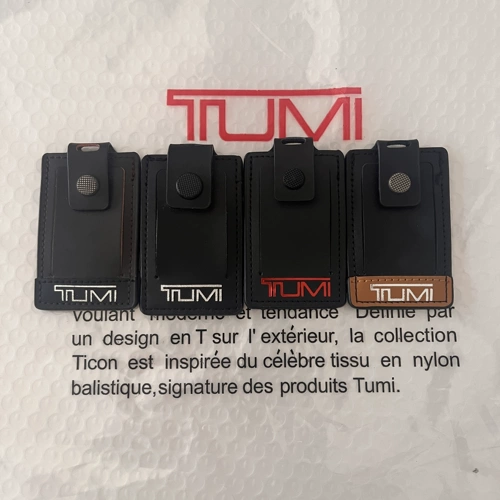 TUMI
TUMI TUMI TUMI TUMI
Voulant moderne et tendance Définie par
un design en T sur l'extérieur, la collection
Ticon est inspirée du célèbre tissu en nylon
balistique,signature des produits Tumi.